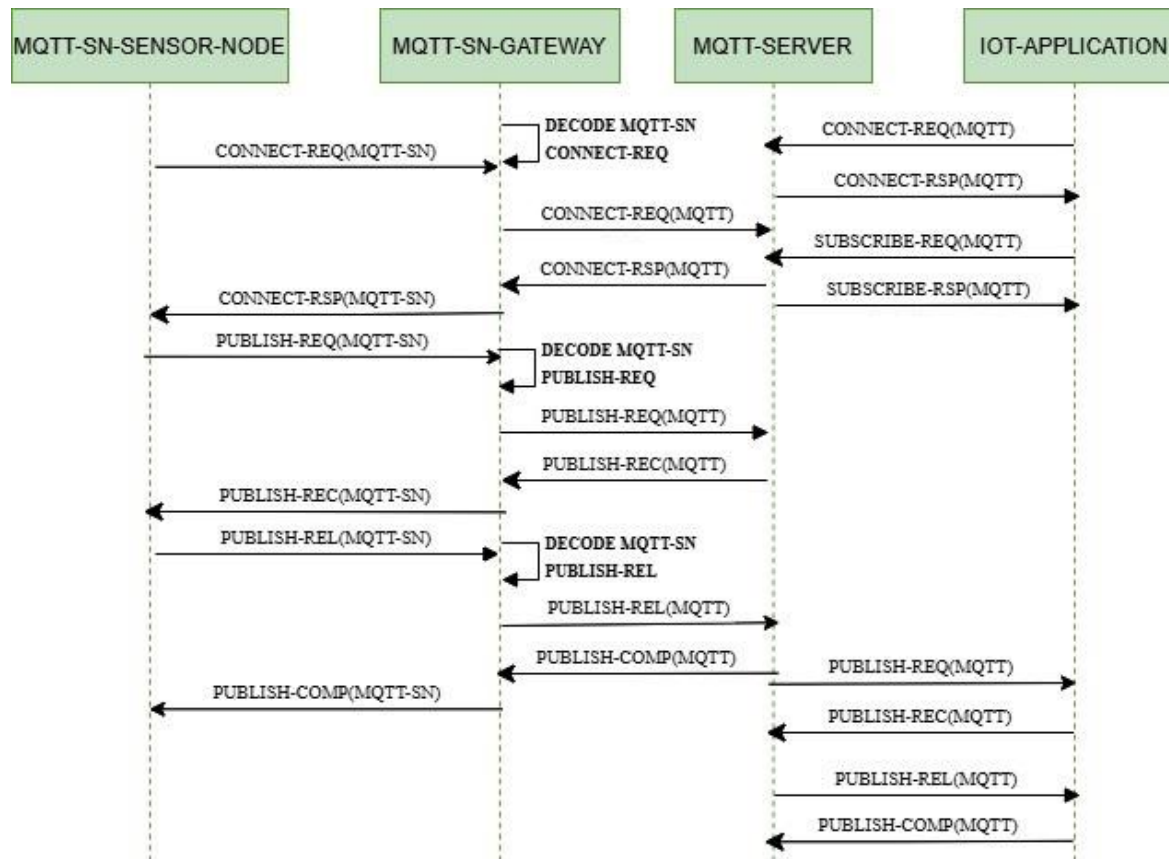 MQTT-SN-SENSOR-NODE
MQTT-SN-GATEWAY
MQTT-SERVER
IOT-APPLICATION
DECODE MQTT-SN
CONNECT-REQ
CONNECT-REQ(MQTT)
CONNECT-REQ(MQTT-SN)
CONNECT-RSP(MQTT)
CONNECT-REQ(MQTT)
SUBSCRIBE-REQ(MQTT)
CONNECT-RSP(MQTT)
SUBSCRIBE-RSP(MQTT)
CONNECT-RSP(MQTT-SN)
PUBLISH-REQ(MQTT-SN)
DECODE MQTT-SN
PUBLISH-REQ
PUBLISH-REQ(MQTT)
PUBLISH-REC(MQTT)
PUBLISH-REC(MQTT-SN)
PUBLISH-REL(MQTT-SN)
DECODE MQTT-SN
PUBLISH-REL
PUBLISH-REL(MQTT)
PUBLISH-COMP(MQTT)
PUBLISH-REQ(MQTT)
PUBLISH-COMP(MQTT-SN)
PUBLISH-REC(MQTT)
PUBLISH-REL(MQTT)
PUBLISH-COMP(MQTT)